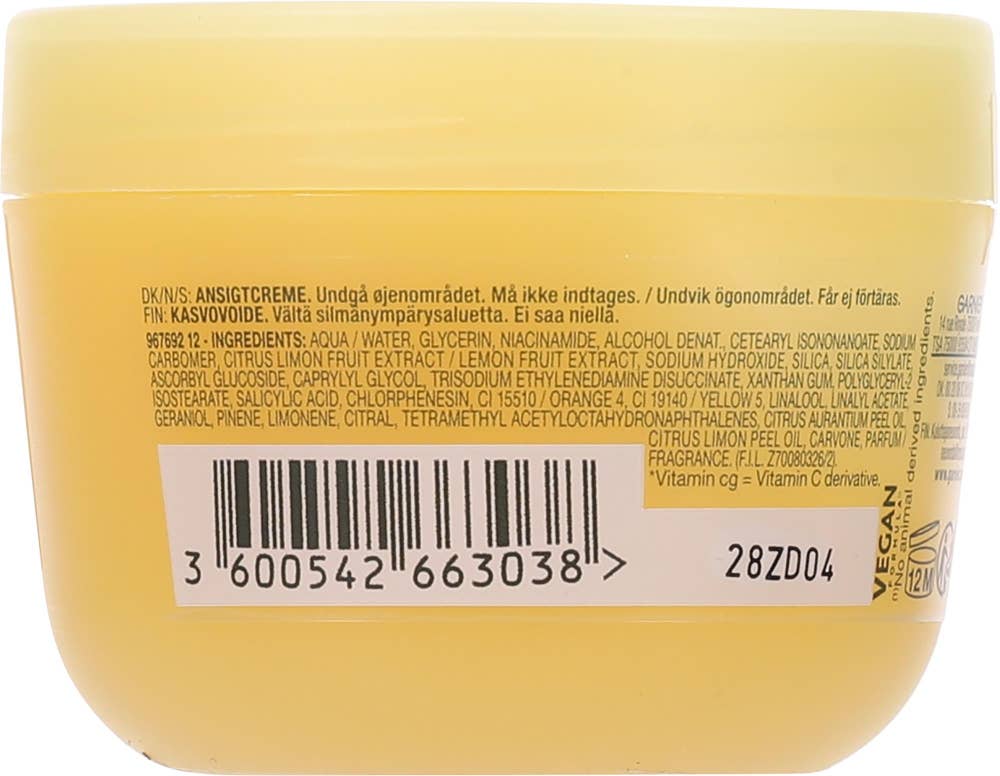 DK/N/S: ANSIGTCREME. Undgå øjenområdet. Må ikke indtages. / Undvik ögonområdet. Får ej förtäras.
FIN: KASVOVOIDE. Vältä silmänympärysaluetta. Ei saa niellä.
967692 12 - INGREDIENTS: AQUA / WATER, GLYCERIN, NIACINAMIDE, ALCOHOL DENAT., CETEARYL ISONONANOATE, SODIUM
CARBOMER, CITRUS LIMON FRUIT EXTRACT / LEMON FRUIT EXTRACT, SODIUM HYDROXIDE, SILICA, SILICA SILYLATE,
ASCORBYL GLUCOSIDE, CAPRYLYL GLYCOL, TRISODIUM ETHYLENEDIAMINE DISUCCINATE, XANTHAN GUM, POLYGLYCERYL-2
ISOSTEARATE, SALICYLIC ACID, CHLORPHENESIN, CI 15510 / ORANGE 4, CI 19140 / YELLOW 5, LINALOOL, LINALYL ACETATE,
GERANIOL, PINENE, LIMONENE, CITRAL, TETRAMETHYL ACETYLOCTAHYDRONAPHTHALENES, CITRUS AURANTIUM PEEL OIL,
CITRUS LIMON PEEL OIL, CARVONE, PARFUM /
FRAGRANCE. (F.I.L. Z70080326/2).
*Vitamin cg = Vitamin C derivative.
3 600542 663038 >
28ZD04
VEGAN
FORMULA
(1)No animal derived ingredients.
12M
GARNIER